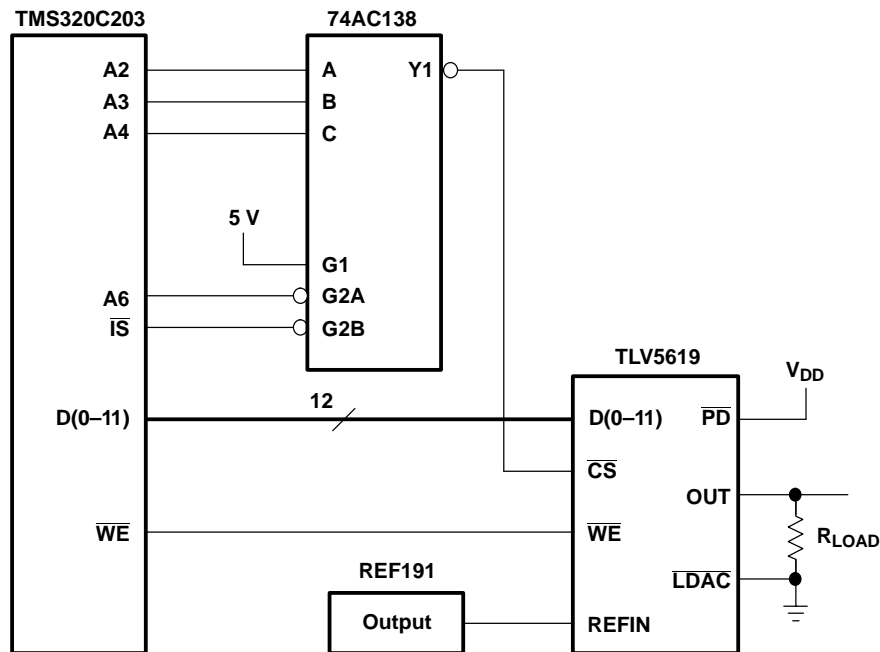 TMS320C203
74AC138
A2
A
Y1
A3
B
A4
C
5 V
G1
A6
G2A
IS
G2B
TLV5619
VDD
12
D(0–11)
D(0–11)
PD
CS
OUT
WE
WE
RLOAD
REF191
LDAC
Output
REFIN